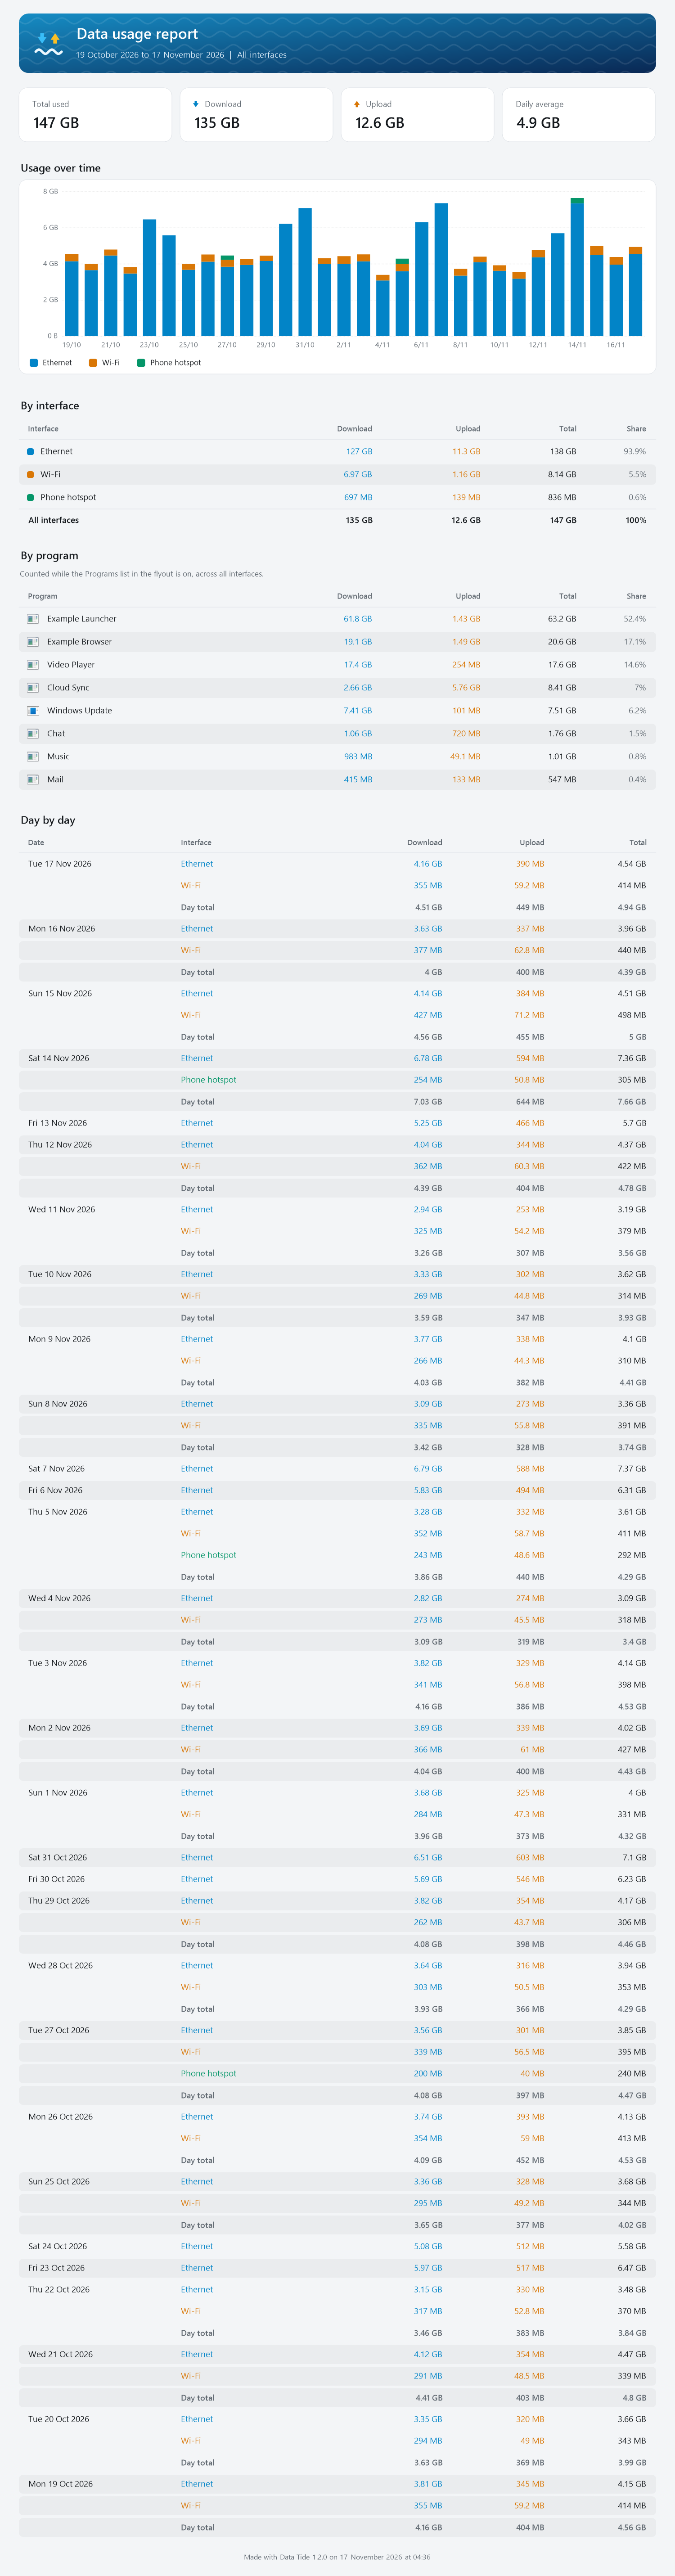 Data usage report
19 October 2026 to 17 November 2026 | All interfaces
Total used
147 GB
Download
135 GB
Upload
12.6 GB
Daily average
4.9 GB
Usage over time
8 GB
6 GB
4 GB
2 GB
0 B
19/10 21/10 23/10 25/10 27/10 29/10 31/10 2/11 4/11 6/11 8/11 10/11 12/11 14/11 16/11
Ethernet Wi-Fi Phone hotspot
By interface
Interface Download Upload Total Share
Ethernet 127 GB 11.3 GB 138 GB 93.9%
Wi-Fi 6.97 GB 1.16 GB 8.14 GB 5.5%
Phone hotspot 697 MB 139 MB 836 MB 0.6%
All interfaces 135 GB 12.6 GB 147 GB 100%
By program
Counted while the Programs list in the flyout is on, across all interfaces.
Program Download Upload Total Share
Example Launcher 61.8 GB 1.43 GB 63.2 GB 52.4%
Example Browser 19.1 GB 1.49 GB 20.6 GB 17.1%
Video Player 17.4 GB 254 MB 17.6 GB 14.6%
Cloud Sync 2.66 GB 5.76 GB 8.41 GB 7%
Windows Update 7.41 GB 101 MB 7.51 GB 6.2%
Chat 1.06 GB 720 MB 1.76 GB 1.5%
Music 983 MB 49.1 MB 1.01 GB 0.8%
Mail 415 MB 133 MB 547 MB 0.4%
Day by day
Date Interface Download Upload Total
Tue 17 Nov 2026 Ethernet 4.16 GB 390 MB 4.54 GB
Wi-Fi 355 MB 59.2 MB 414 MB
Day total 4.51 GB 449 MB 4.94 GB
Mon 16 Nov 2026 Ethernet 3.63 GB 337 MB 3.96 GB
Wi-Fi 377 MB 62.8 MB 440 MB
Day total 4 GB 400 MB 4.39 GB
Sun 15 Nov 2026 Ethernet 4.14 GB 384 MB 4.51 GB
Wi-Fi 427 MB 71.2 MB 498 MB
Day total 4.56 GB 455 MB 5 GB
Sat 14 Nov 2026 Ethernet 6.78 GB 594 MB 7.36 GB
Phone hotspot 254 MB 50.8 MB 305 MB
Day total 7.03 GB 644 MB 7.66 GB
Fri 13 Nov 2026 Ethernet 5.25 GB 466 MB 5.7 GB
Thu 12 Nov 2026 Ethernet 4.04 GB 344 MB 4.37 GB
Wi-Fi 362 MB 60.3 MB 422 MB
Day total 4.39 GB 404 MB 4.78 GB
Wed 11 Nov 2026 Ethernet 2.94 GB 253 MB 3.19 GB
Wi-Fi 325 MB 54.2 MB 379 MB
Day total 3.26 GB 307 MB 3.56 GB
Tue 10 Nov 2026 Ethernet 3.33 GB 302 MB 3.62 GB
Wi-Fi 269 MB 44.8 MB 314 MB
Day total 3.59 GB 347 MB 3.93 GB
Mon 9 Nov 2026 Ethernet 3.77 GB 338 MB 4.1 GB
Wi-Fi 266 MB 44.3 MB 310 MB
Day total 4.03 GB 382 MB 4.41 GB
Sun 8 Nov 2026 Ethernet 3.09 GB 273 MB 3.36 GB
Wi-Fi 335 MB 55.8 MB 391 MB
Day total 3.42 GB 328 MB 3.74 GB
Sat 7 Nov 2026 Ethernet 6.79 GB 588 MB 7.37 GB
Fri 6 Nov 2026 Ethernet 5.83 GB 494 MB 6.31 GB
Thu 5 Nov 2026 Ethernet 3.28 GB 332 MB 3.61 GB
Wi-Fi 352 MB 58.7 MB 411 MB
Phone hotspot 243 MB 48.6 MB 292 MB
Day total 3.86 GB 440 MB 4.29 GB
Wed 4 Nov 2026 Ethernet 2.82 GB 274 MB 3.09 GB
Wi-Fi 273 MB 45.5 MB 318 MB
Day total 3.09 GB 319 MB 3.4 GB
Tue 3 Nov 2026 Ethernet 3.82 GB 329 MB 4.14 GB
Wi-Fi 341 MB 56.8 MB 398 MB
Day total 4.16 GB 386 MB 4.53 GB
Mon 2 Nov 2026 Ethernet 3.69 GB 339 MB 4.02 GB
Wi-Fi 366 MB 61 MB 427 MB
Day total 4.04 GB 400 MB 4.43 GB
Sun 1 Nov 2026 Ethernet 3.68 GB 325 MB 4 GB
Wi-Fi 284 MB 47.3 MB 331 MB
Day total 3.96 GB 373 MB 4.32 GB
Sat 31 Oct 2026 Ethernet 6.51 GB 603 MB 7.1 GB
Fri 30 Oct 2026 Ethernet 5.69 GB 546 MB 6.23 GB
Thu 29 Oct 2026 Ethernet 3.82 GB 354 MB 4.17 GB
Wi-Fi 262 MB 43.7 MB 306 MB
Day total 4.08 GB 398 MB 4.46 GB
Wed 28 Oct 2026 Ethernet 3.64 GB 316 MB 3.94 GB
Wi-Fi 303 MB 50.5 MB 353 MB
Day total 3.93 GB 366 MB 4.29 GB
Tue 27 Oct 2026 Ethernet 3.56 GB 301 MB 3.85 GB
Wi-Fi 339 MB 56.5 MB 395 MB
Phone hotspot 200 MB 40 MB 240 MB
Day total 4.08 GB 397 MB 4.47 GB
Mon 26 Oct 2026 Ethernet 3.74 GB 393 MB 4.13 GB
Wi-Fi 354 MB 59 MB 413 MB
Day total 4.09 GB 452 MB 4.53 GB
Sun 25 Oct 2026 Ethernet 3.36 GB 328 MB 3.68 GB
Wi-Fi 295 MB 49.2 MB 344 MB
Day total 3.65 GB 377 MB 4.02 GB
Sat 24 Oct 2026 Ethernet 5.08 GB 512 MB 5.58 GB
Fri 23 Oct 2026 Ethernet 5.97 GB 517 MB 6.47 GB
Thu 22 Oct 2026 Ethernet 3.15 GB 330 MB 3.48 GB
Wi-Fi 317 MB 52.8 MB 370 MB
Day total 3.46 GB 383 MB 3.84 GB
Wed 21 Oct 2026 Ethernet 4.12 GB 354 MB 4.47 GB
Wi-Fi 291 MB 48.5 MB 339 MB
Day total 4.41 GB 403 MB 4.8 GB
Tue 20 Oct 2026 Ethernet 3.35 GB 320 MB 3.66 GB
Wi-Fi 294 MB 49 MB 343 MB
Day total 3.63 GB 369 MB 3.99 GB
Mon 19 Oct 2026 Ethernet 3.81 GB 345 MB 4.15 GB
Wi-Fi 355 MB 59.2 MB 414 MB
Day total 4.16 GB 404 MB 4.56 GB
Made with Data Tide 1.2.0 on 17 November 2026 at 04:36